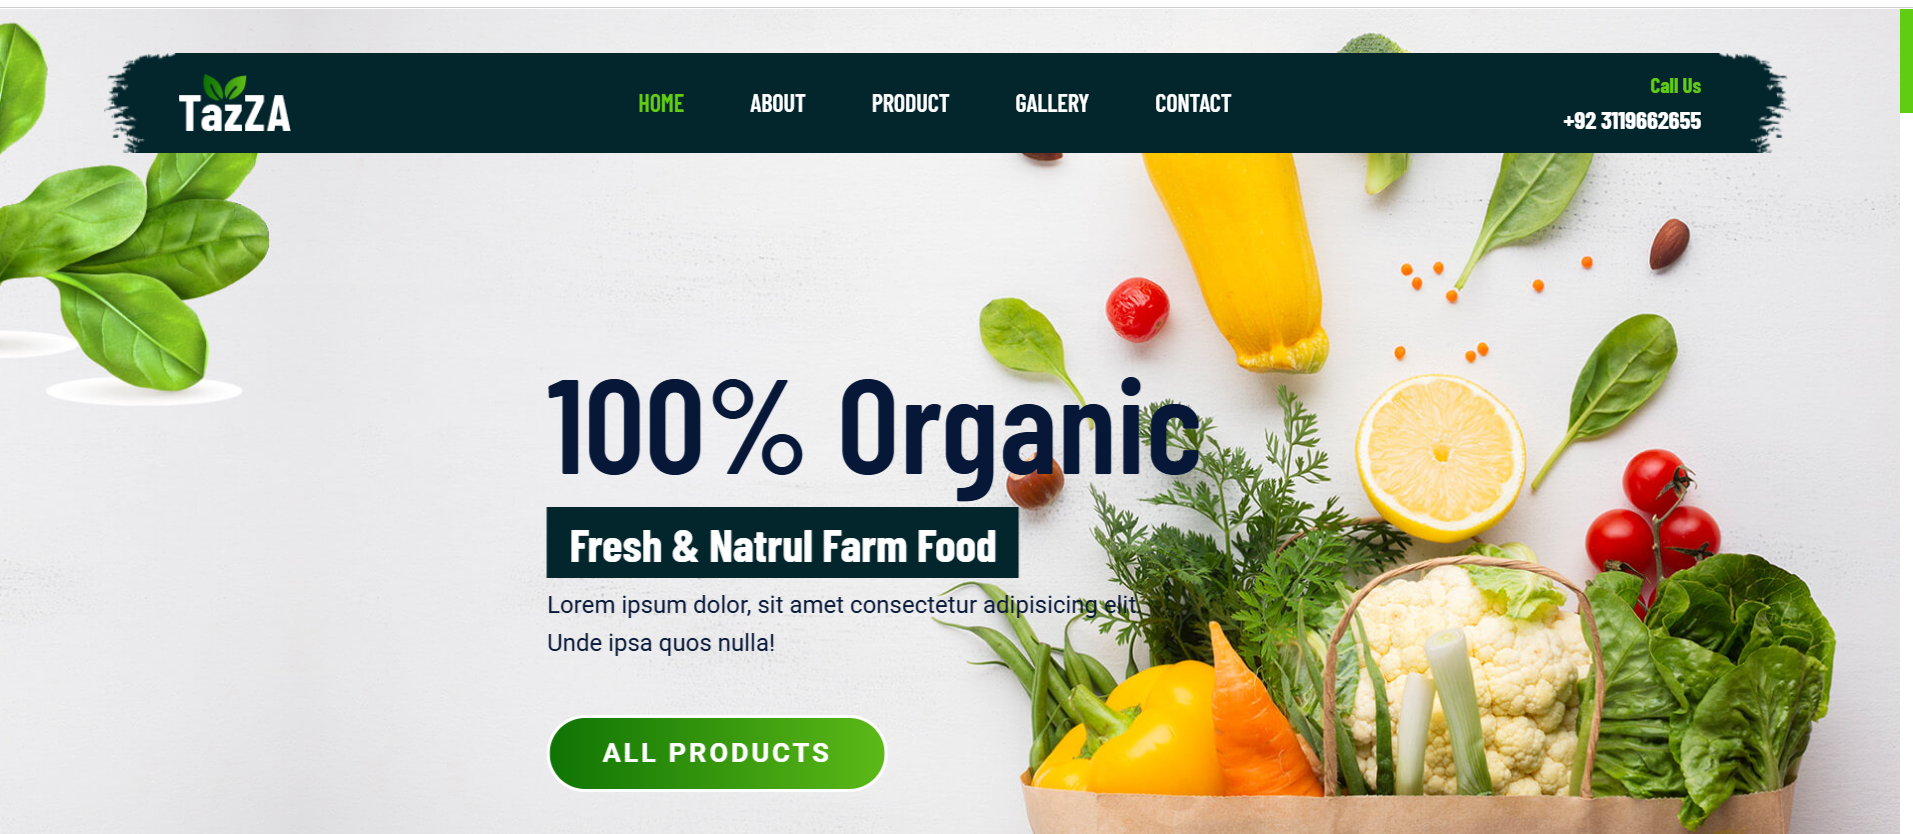 TazZA
HOME ABOUT PRODUCT GALLERY CONTACT
Call Us
+92 3119662655
100% Organic
Fresh & Natrul Farm Food
Lorem ipsum dolor, sit amet consectetur adipisicing elit.
Unde ipsa quos nulla!
ALL PRODUCTS